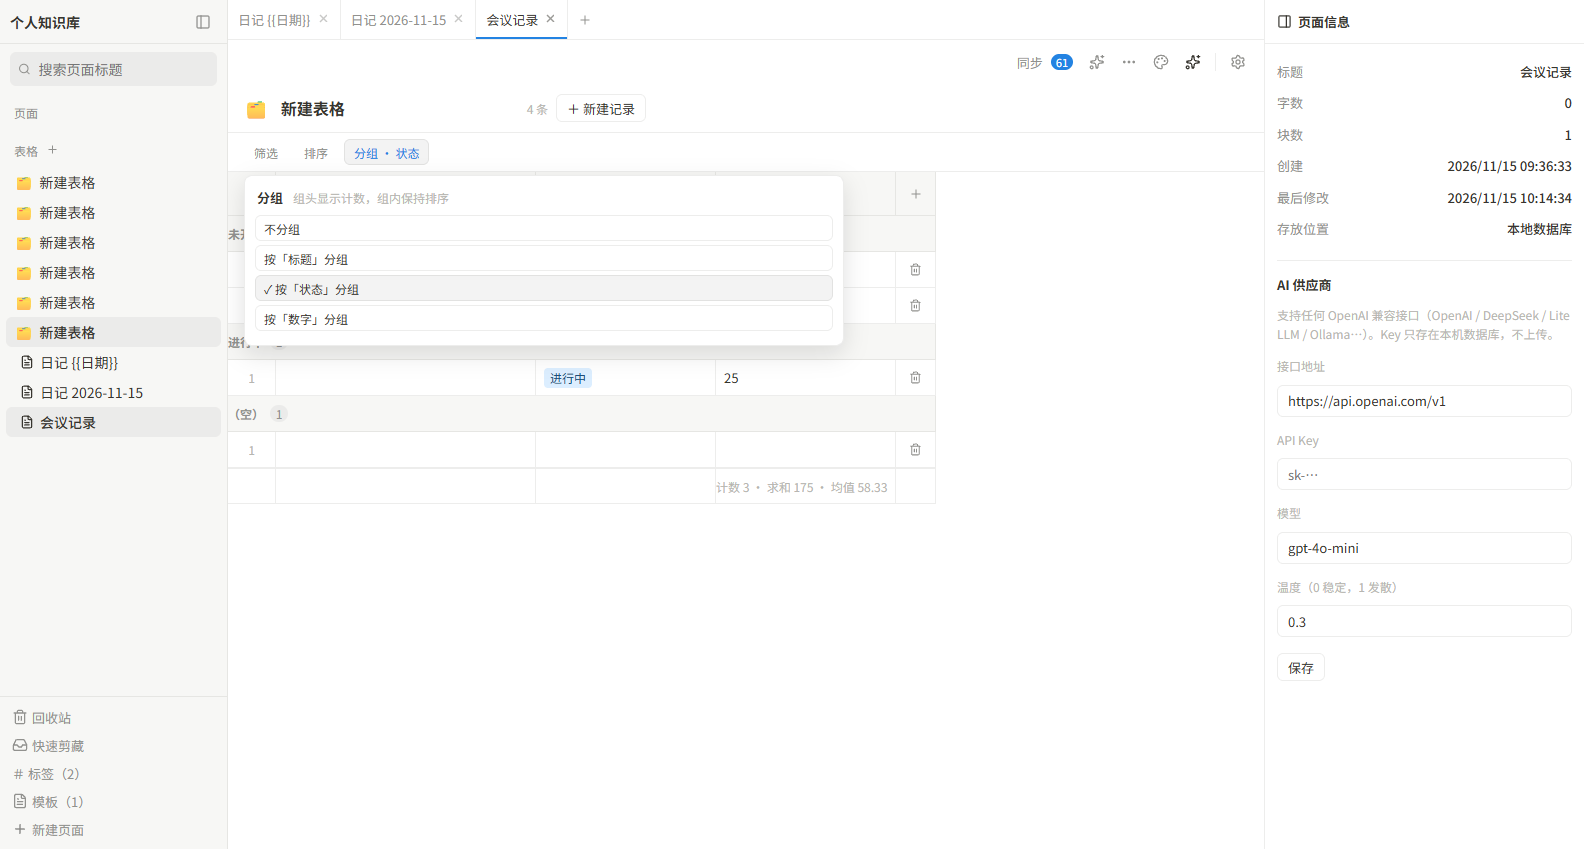 个人知识库
搜索页面标题
页面
表格
新建表格
新建表格
新建表格
新建表格
新建表格
新建表格
日记 {{日期}}
日记 2026-11-15
会议记录
回收站
快速剪藏
# 标签（2）
模板（1）
新建页面
日记 {{日期}}
日记 2026-11-15
会议记录
同步 61
新建表格
4 条
新建记录
筛选
排序
分组 · 状态
分组 组头显示计数，组内保持排序
不分组
按「标题」分组
✓ 按「状态」分组
按「数字」分组
1 进行中 25
（空） 1
1
计数 3 · 求和 175 · 均值 58.33
页面信息
标题 会议记录
字数 0
块数 1
创建 2026/11/15 09:36:33
最后修改 2026/11/15 10:14:34
存放位置 本地数据库
AI 供应商
支持任何 OpenAI 兼容接口（OpenAI / DeepSeek / Lite
LLM / Ollama…）。Key 只存在本机数据库，不上传。
接口地址
https://api.openai.com/v1
API Key
sk-…
模型
gpt-4o-mini
温度（0 稳定，1 发散）
0.3
保存